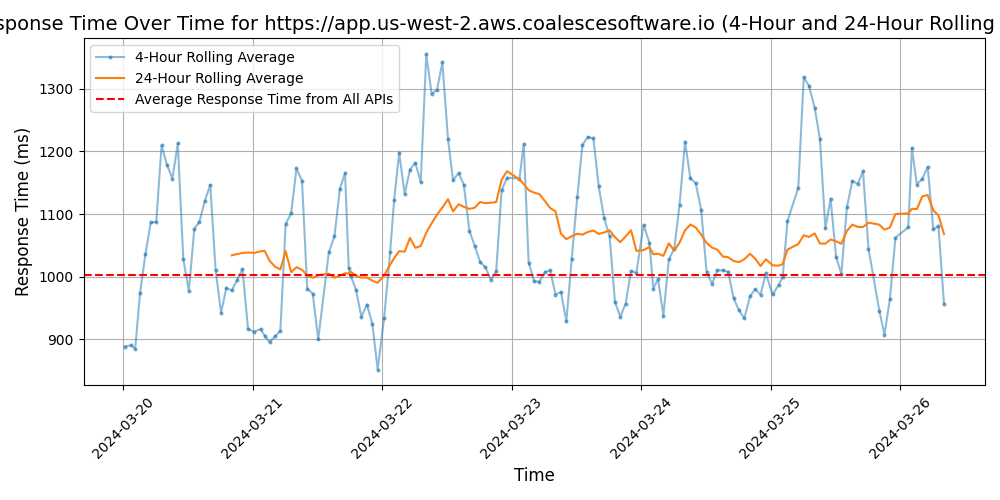 sponse Time Over Time for https://app.us-west-2.aws.coalescesoftware.io (4-Hour and 24-Hour Rolling
4-Hour Rolling Average
24-Hour Rolling Average
Average Response Time from All APIs
Response Time (ms)
1300
1200
1100
1000
900
2024-03-20
2024-03-21
2024-03-22
2024-03-23
2024-03-24
2024-03-25
2024-03-26
Time